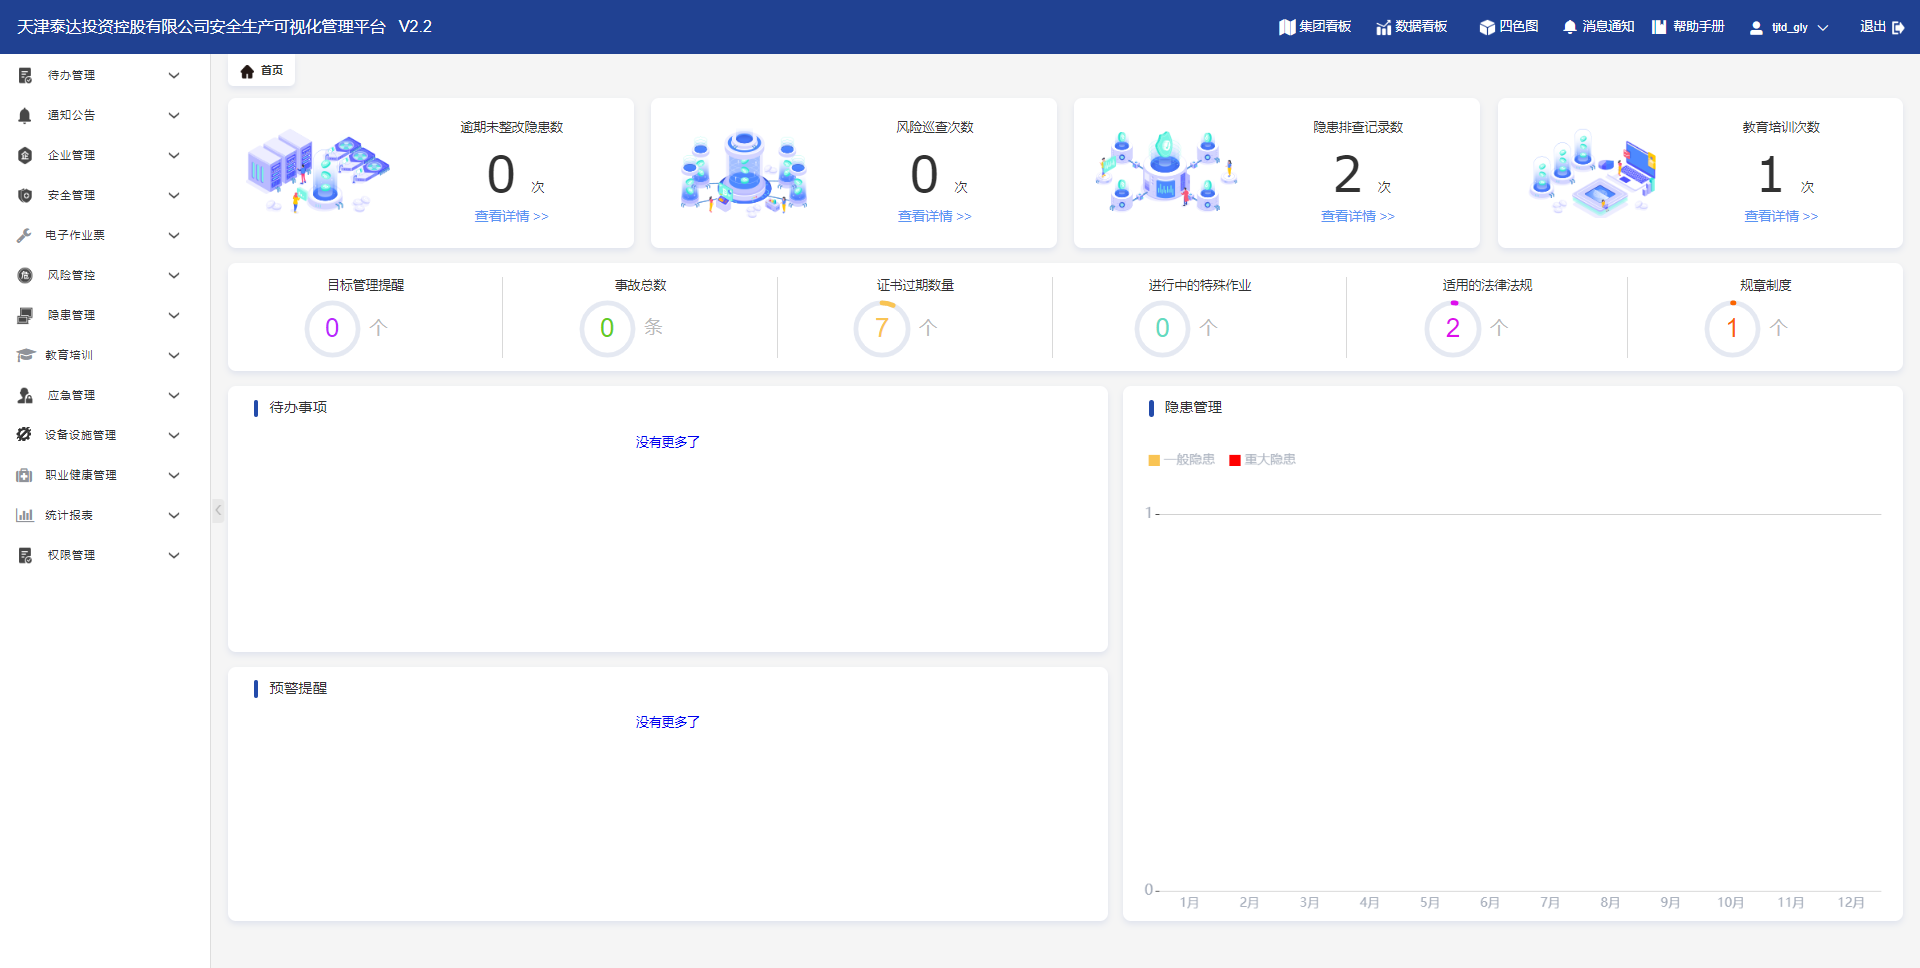 天津泰达投资控股有限公司安全生产可视化管理平台 V2.2
集团看板
数据看板
四色图
消息通知
帮助手册
tjtd_gly
退出
待办管理
通知公告
企业管理
安全管理
电子作业票
风险管控
隐患管理
教育培训
应急管理
设备设施管理
职业健康管理
统计报表
权限管理
首页
逾期未整改隐患数
0 次
查看详情 >>
风险巡查次数
0 次
查看详情 >>
隐患排查记录数
2 次
查看详情 >>
教育培训次数
1 次
查看详情 >>
目标管理提醒
0 个
事故总数
0 条
证书过期数量
7 个
进行中的特殊作业
0 个
适用的法律法规
2 个
规章制度
1 个
待办事项
没有更多了
预警提醒
没有更多了
隐患管理
一般隐患 重大隐患
1
0
1月 2月 3月 4月 5月 6月 7月 8月 9月 10月 11月 12月